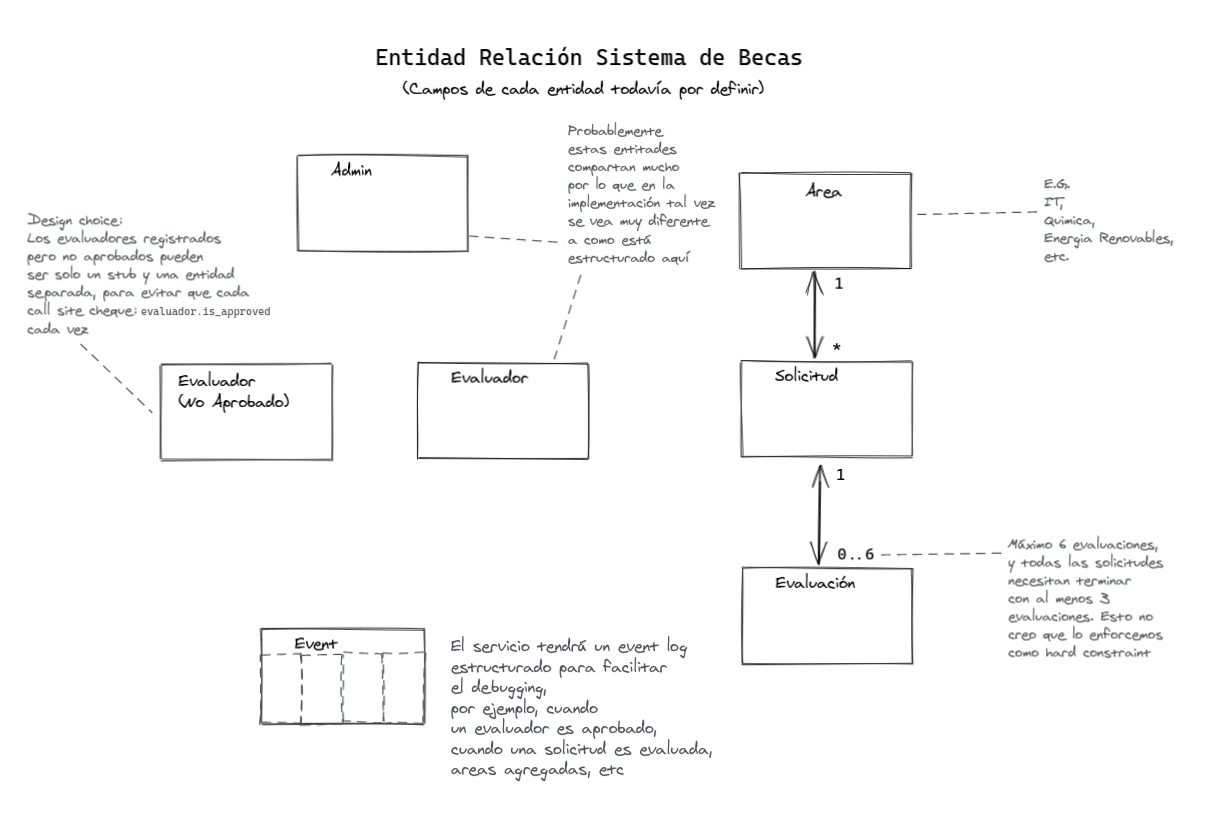 Entidad Relación Sistema de Becas
(Campos de cada entidad todavía por definir)
Probablemente
estas entitades
compartan mucho
por lo que en la
implementación tal vez
se vea muy diferente
a como está
estructurado aquí
Admin
Area
E.G.
IT,
Quimica,
Energia Renovables,
etc.
Design choice:
Los evaluadores registrados
pero no aprobados pueden
ser solo un stub y una entidad
separada, para evitar que cada
call site cheque: evaluador.is_approved
cada vez
1
*
Evaluador
(No Aprobado)
Evaluador
Solicitud
1
0..6
Máximo 6 evaluaciones,
y todas las solicitudes
necesitan terminar
con al menos 3
evaluaciones. Esto no
creo que lo enforcemos
como hard constraint
Evaluación
Event
El servicio tendrá un event log
estructurado para facilitar
el debugging,
por ejemplo, cuando
un evaluador es aprobado,
cuando una solicitud es evaluada,
areas agregadas, etc